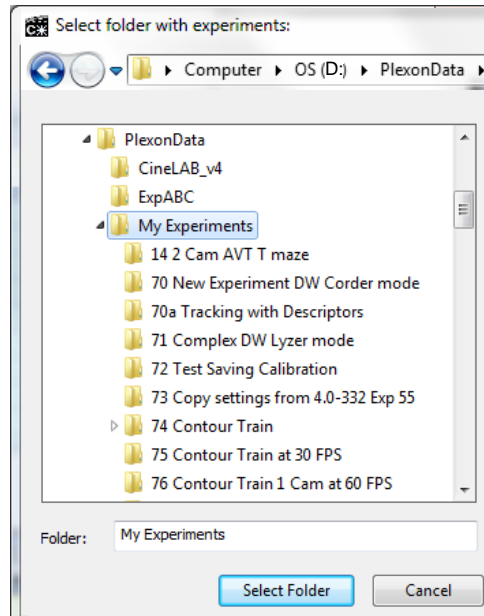 Select folder with experiments:
Computer OS (D:) PlexonData
PlexonData
CineLAB_v4
ExpABC
My Experiments
14 2 Cam AVT T maze
70 New Experiment DW Corder mode
70a Tracking with Descriptors
71 Complex DW Lyzer mode
72 Test Saving Calibration
73 Copy settings from 4.0-332 Exp 55
74 Contour Train
75 Contour Train at 30 FPS
76 Contour Train 1 Cam at 60 FPS
Folder: My Experiments
Select Folder Cancel